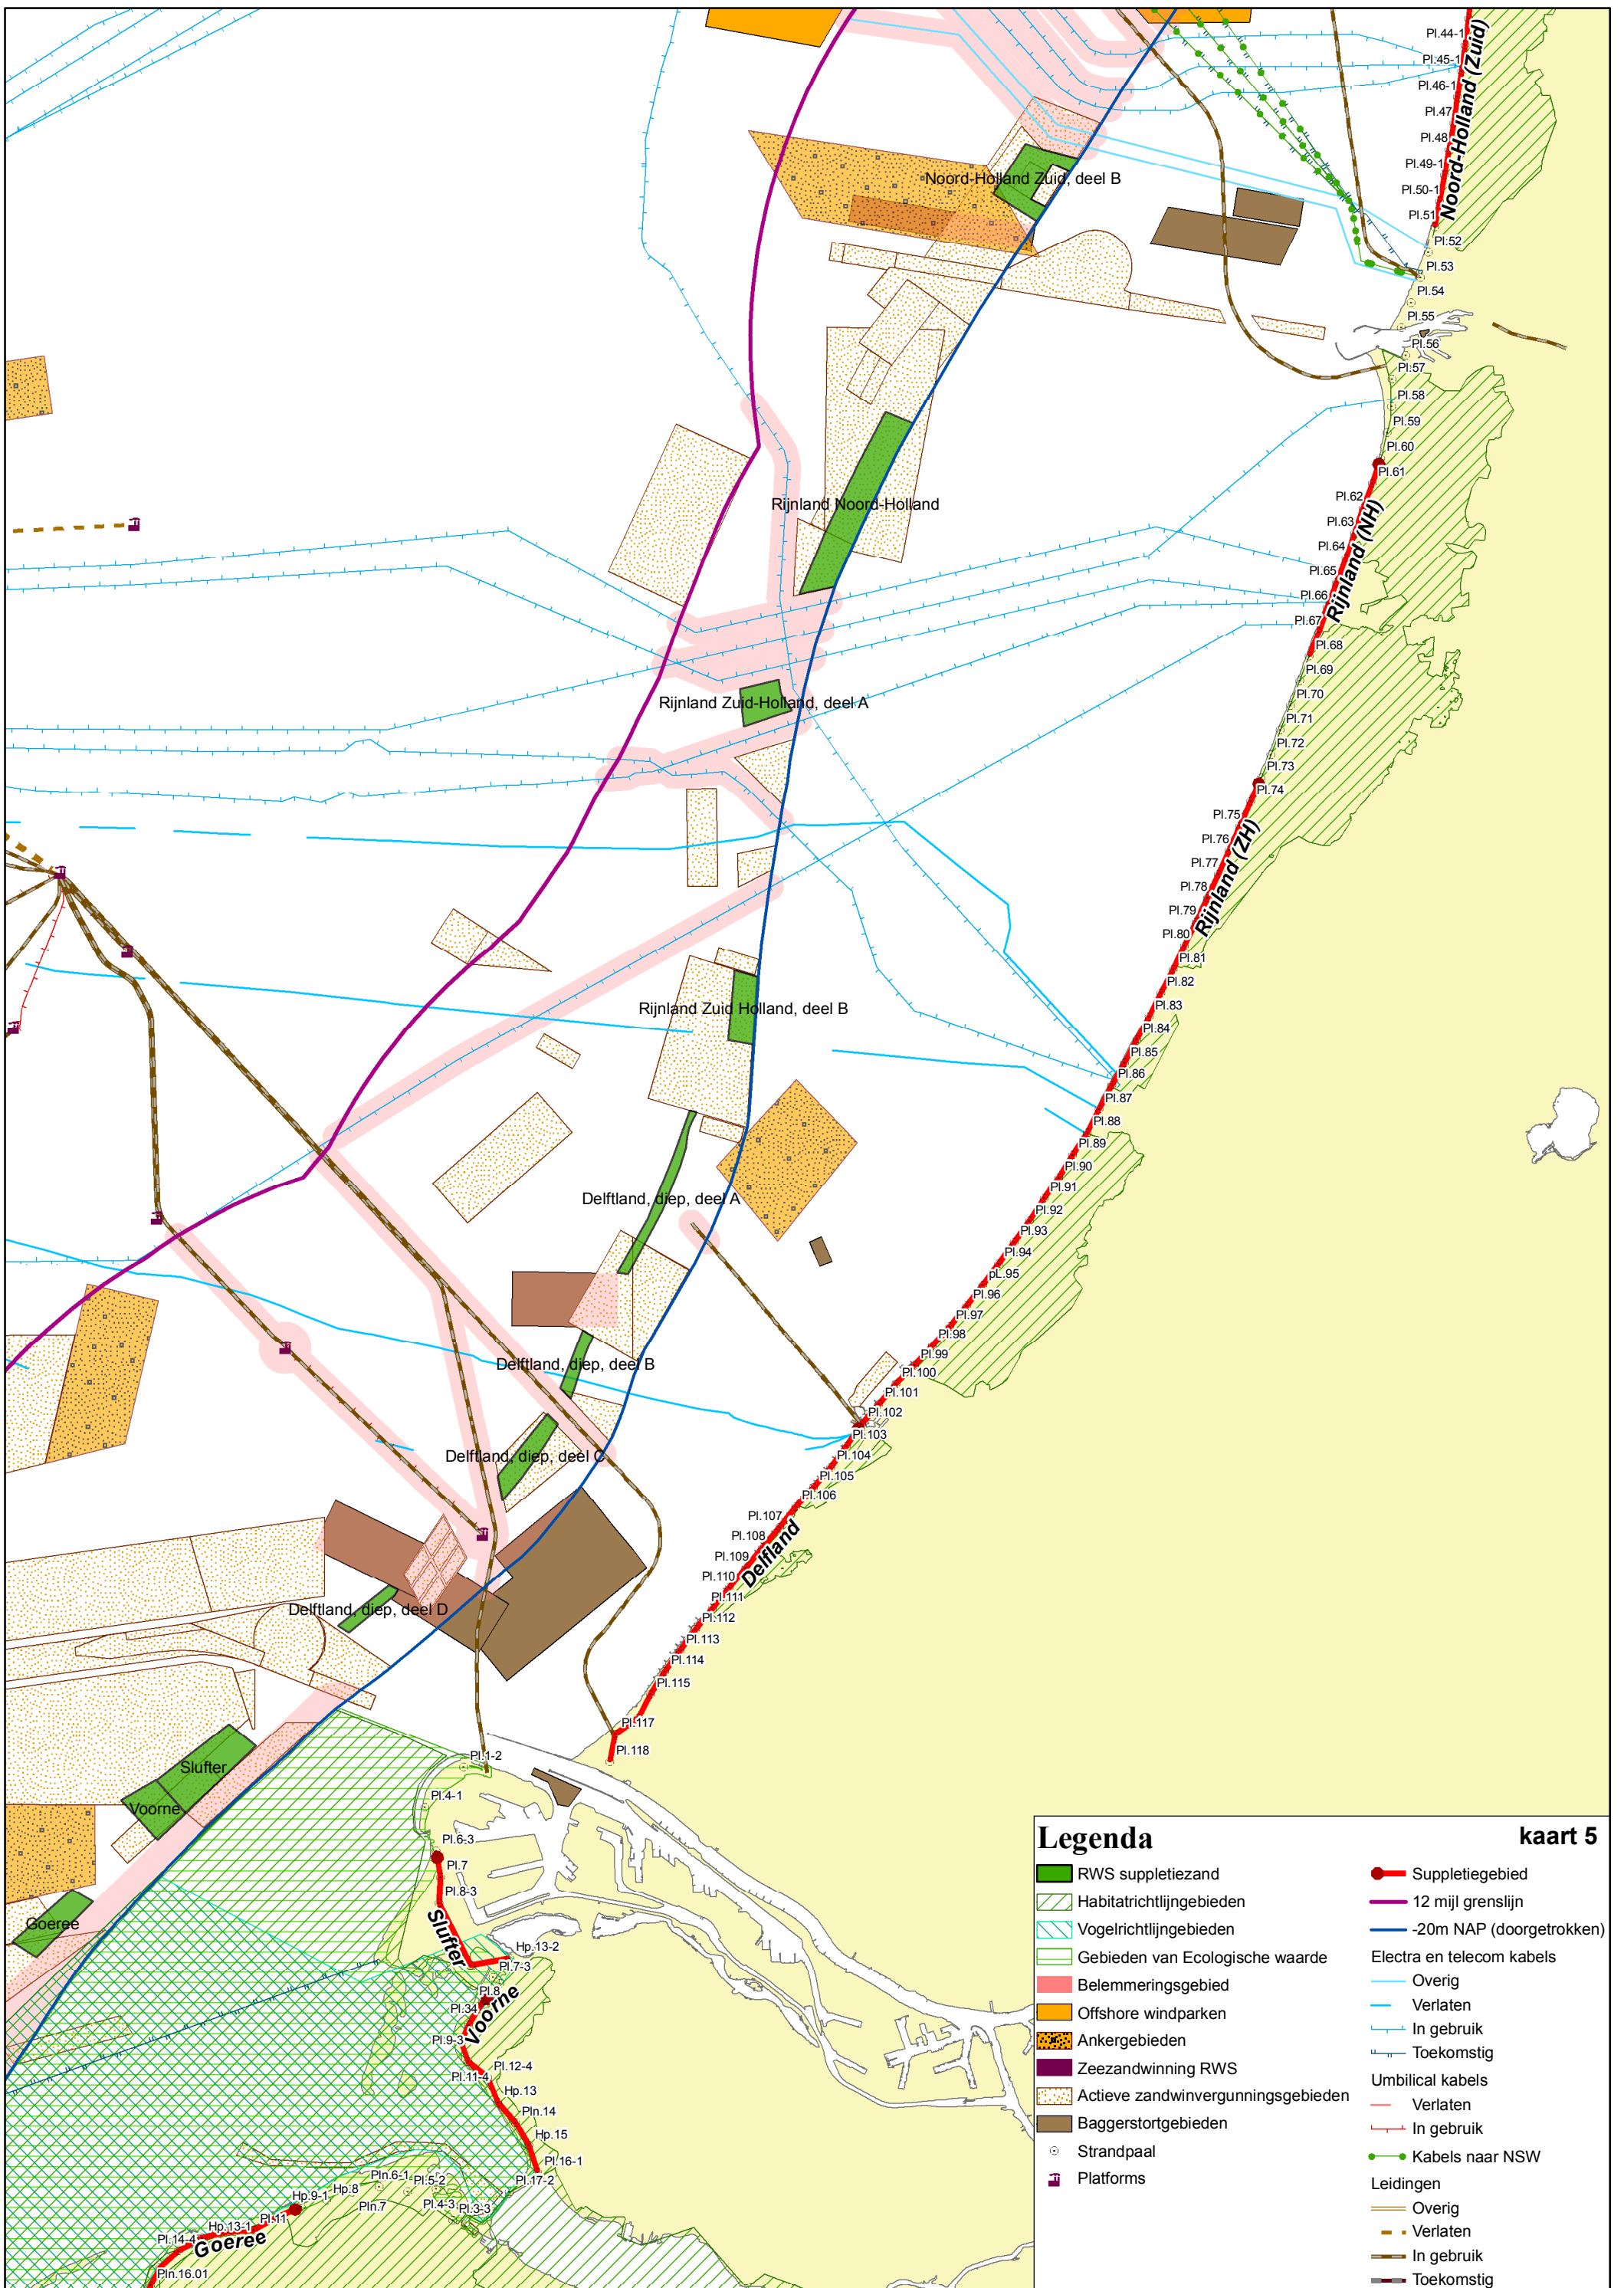 Pl.44-1
Pl.45-1
Pl.46-1
Pl.47
Pl.48
Pl.49-1
Pl.50-1
Pl.51
Noord-Holland (Zuid)
Pl.52
Pl.53
Pl.54
Pl.55
Pl.56
Pl.57
Pl.58
Pl.59
Pl.60
Pl.61
Pl.62
Pl.63
Pl.64
Pl.65
Pl.66
Pl.67
Rijnland (NH)
Pl.68
Pl.69
Pl.70
Pl.71
Pl.72
Pl.73
Pl.74
Pl.75
Pl.76
Pl.77
Pl.78
Pl.79
Pl.80
Rijnland (ZH)
Pl.81
Pl.82
Pl.83
Pl.84
Pl.85
Pl.86
Pl.87
Pl.88
Pl.89
Pl.90
Pl.91
Pl.92
Pl.93
Pl.94
pL.95
Pl.96
Pl.97
Pl.98
Pl.99
Pl.100
Pl.101
Pl.102
Pl.103
Pl.104
Pl.105
Pl.106
Pl.107
Pl.108
Pl.109
Pl.110
Delfland
Pl.111
Pl.112
Pl.113
Pl.114
Pl.115
Pl.117
Pl.118
Noord-Holland Zuid, deel B
Rijnland Noord-Holland
Rijnland Zuid-Holland, deel A
Rijnland Zuid Holland, deel B
Delftland, diep, deel A
Delftland, diep, deel B
Delftland, diep, deel C
Delftland, diep, deel D
Slufter
Voorne
Goeree
Pl.1-2
Pl.4-1
Pl.6-3
Pl.7
Pl.8-3
Slufter
Hp.13-2
Pl.7-3
Pl.8
Pl.34
Voorne
Pl.9-3
Pl.12-4
Pl.11-4
Hp.13
Pln.14
Hp.15
Pl.16-1
Pl.17-2
Pln.6-1
Pl.5-2
Hp.8
Hp.9-1
Pln.7
Pl.4-3
Pl.3-3
Pl.11
Hp.13-1
Pl.14-4
Goeree
Pln.16.01
Legenda
kaart 5
RWS suppletiezand
Habitatrichtlijngebieden
Vogelrichtlijngebieden
Gebieden van Ecologische waarde
Belemmeringsgebied
Offshore windparken
Ankergebieden
Zeezandwinning RWS
Actieve zandwinvergunningsgebieden
Baggerstortgebieden
Strandpaal
Platforms
Suppletiegebied
12 mijl grenslijn
-20m NAP (doorgetrokken)
Electra en telecom kabels
Overig
Verlaten
In gebruik
Toekomstig
Umbilical kabels
Verlaten
In gebruik
Kabels naar NSW
Leidingen
Overig
Verlaten
In gebruik
Toekomstig